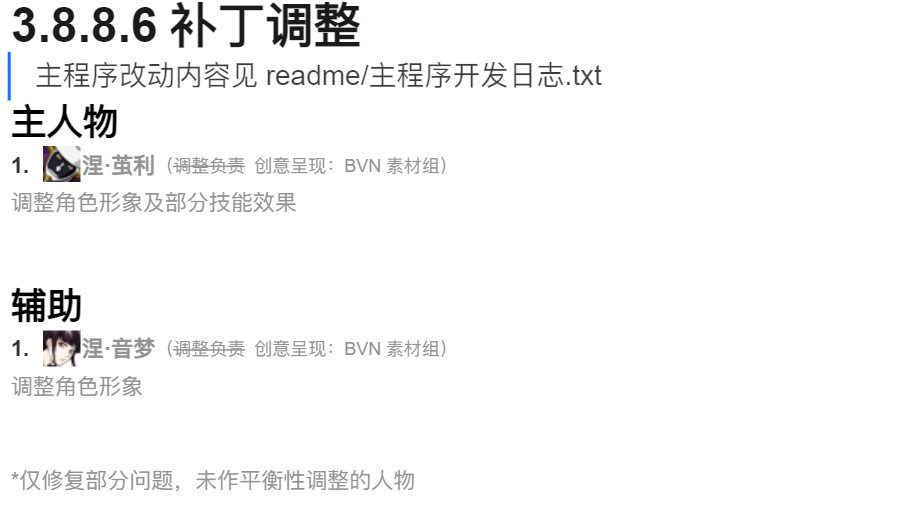 3.8.8.6 补丁调整
主程序改动内容见 readme/主程序开发日志.txt
主人物
1. 涅·茧利（调整负责 创意呈现：BVN 素材组）
调整角色形象及部分技能效果
辅助
1. 涅·音梦（调整负责 创意呈现：BVN 素材组）
调整角色形象
*仅修复部分问题，未作平衡性调整的人物